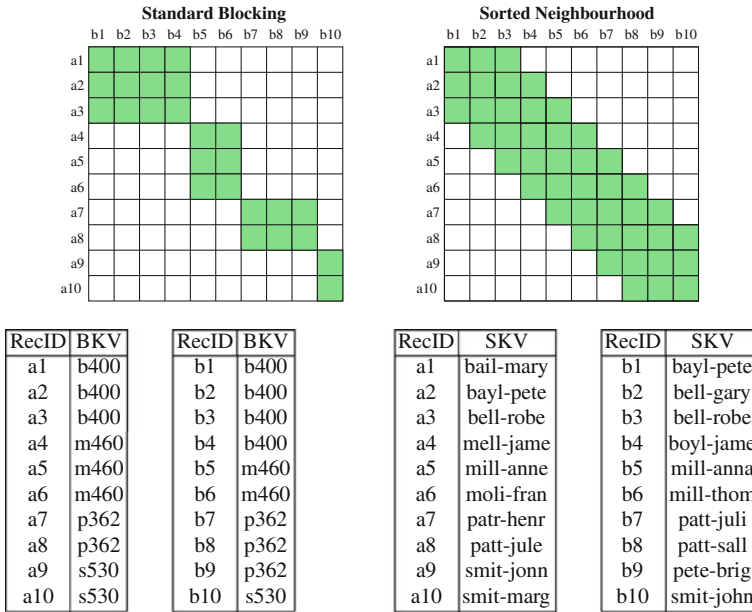 Standard Blocking
b1 b2 b3 b4 b5 b6 b7 b8 b9 b10
a1
a2
a3
a4
a5
a6
a7
a8
a9
a10
Sorted Neighbourhood
b1 b2 b3 b4 b5 b6 b7 b8 b9 b10
a1
a2
a3
a4
a5
a6
a7
a8
a9
a10
RecID BKV
a1 b400
a2 b400
a3 b400
a4 m460
a5 m460
a6 m460
a7 p362
a8 p362
a9 s530
a10 s530
RecID BKV
b1 b400
b2 b400
b3 b400
b4 b400
b5 m460
b6 m460
b7 p362
b8 p362
b9 p362
b10 s530
RecID SKV
a1 bail-mary
a2 bayl-pete
a3 bell-robe
a4 mell-jame
a5 mill-anne
a6 moli-fran
a7 patr-henr
a8 patt-jule
a9 smit-jonn
a10 smit-marg
RecID SKV
b1 bayl-pete
b2 bell-gary
b3 bell-robe
b4 boyl-jame
b5 mill-anna
b6 mill-thom
b7 patt-juli
b8 patt-sall
b9 pete-brig
b10 smit-john